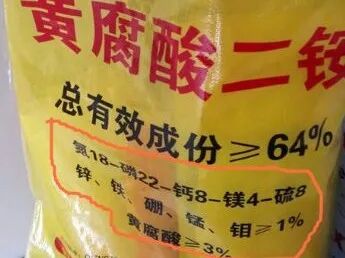 黄腐酸二铵
总有效成份≥64%
氮18-磷22-钙8-镁4-硫8
锌、铁、硼、锰、钼≥1%
黄腐酸≥3%